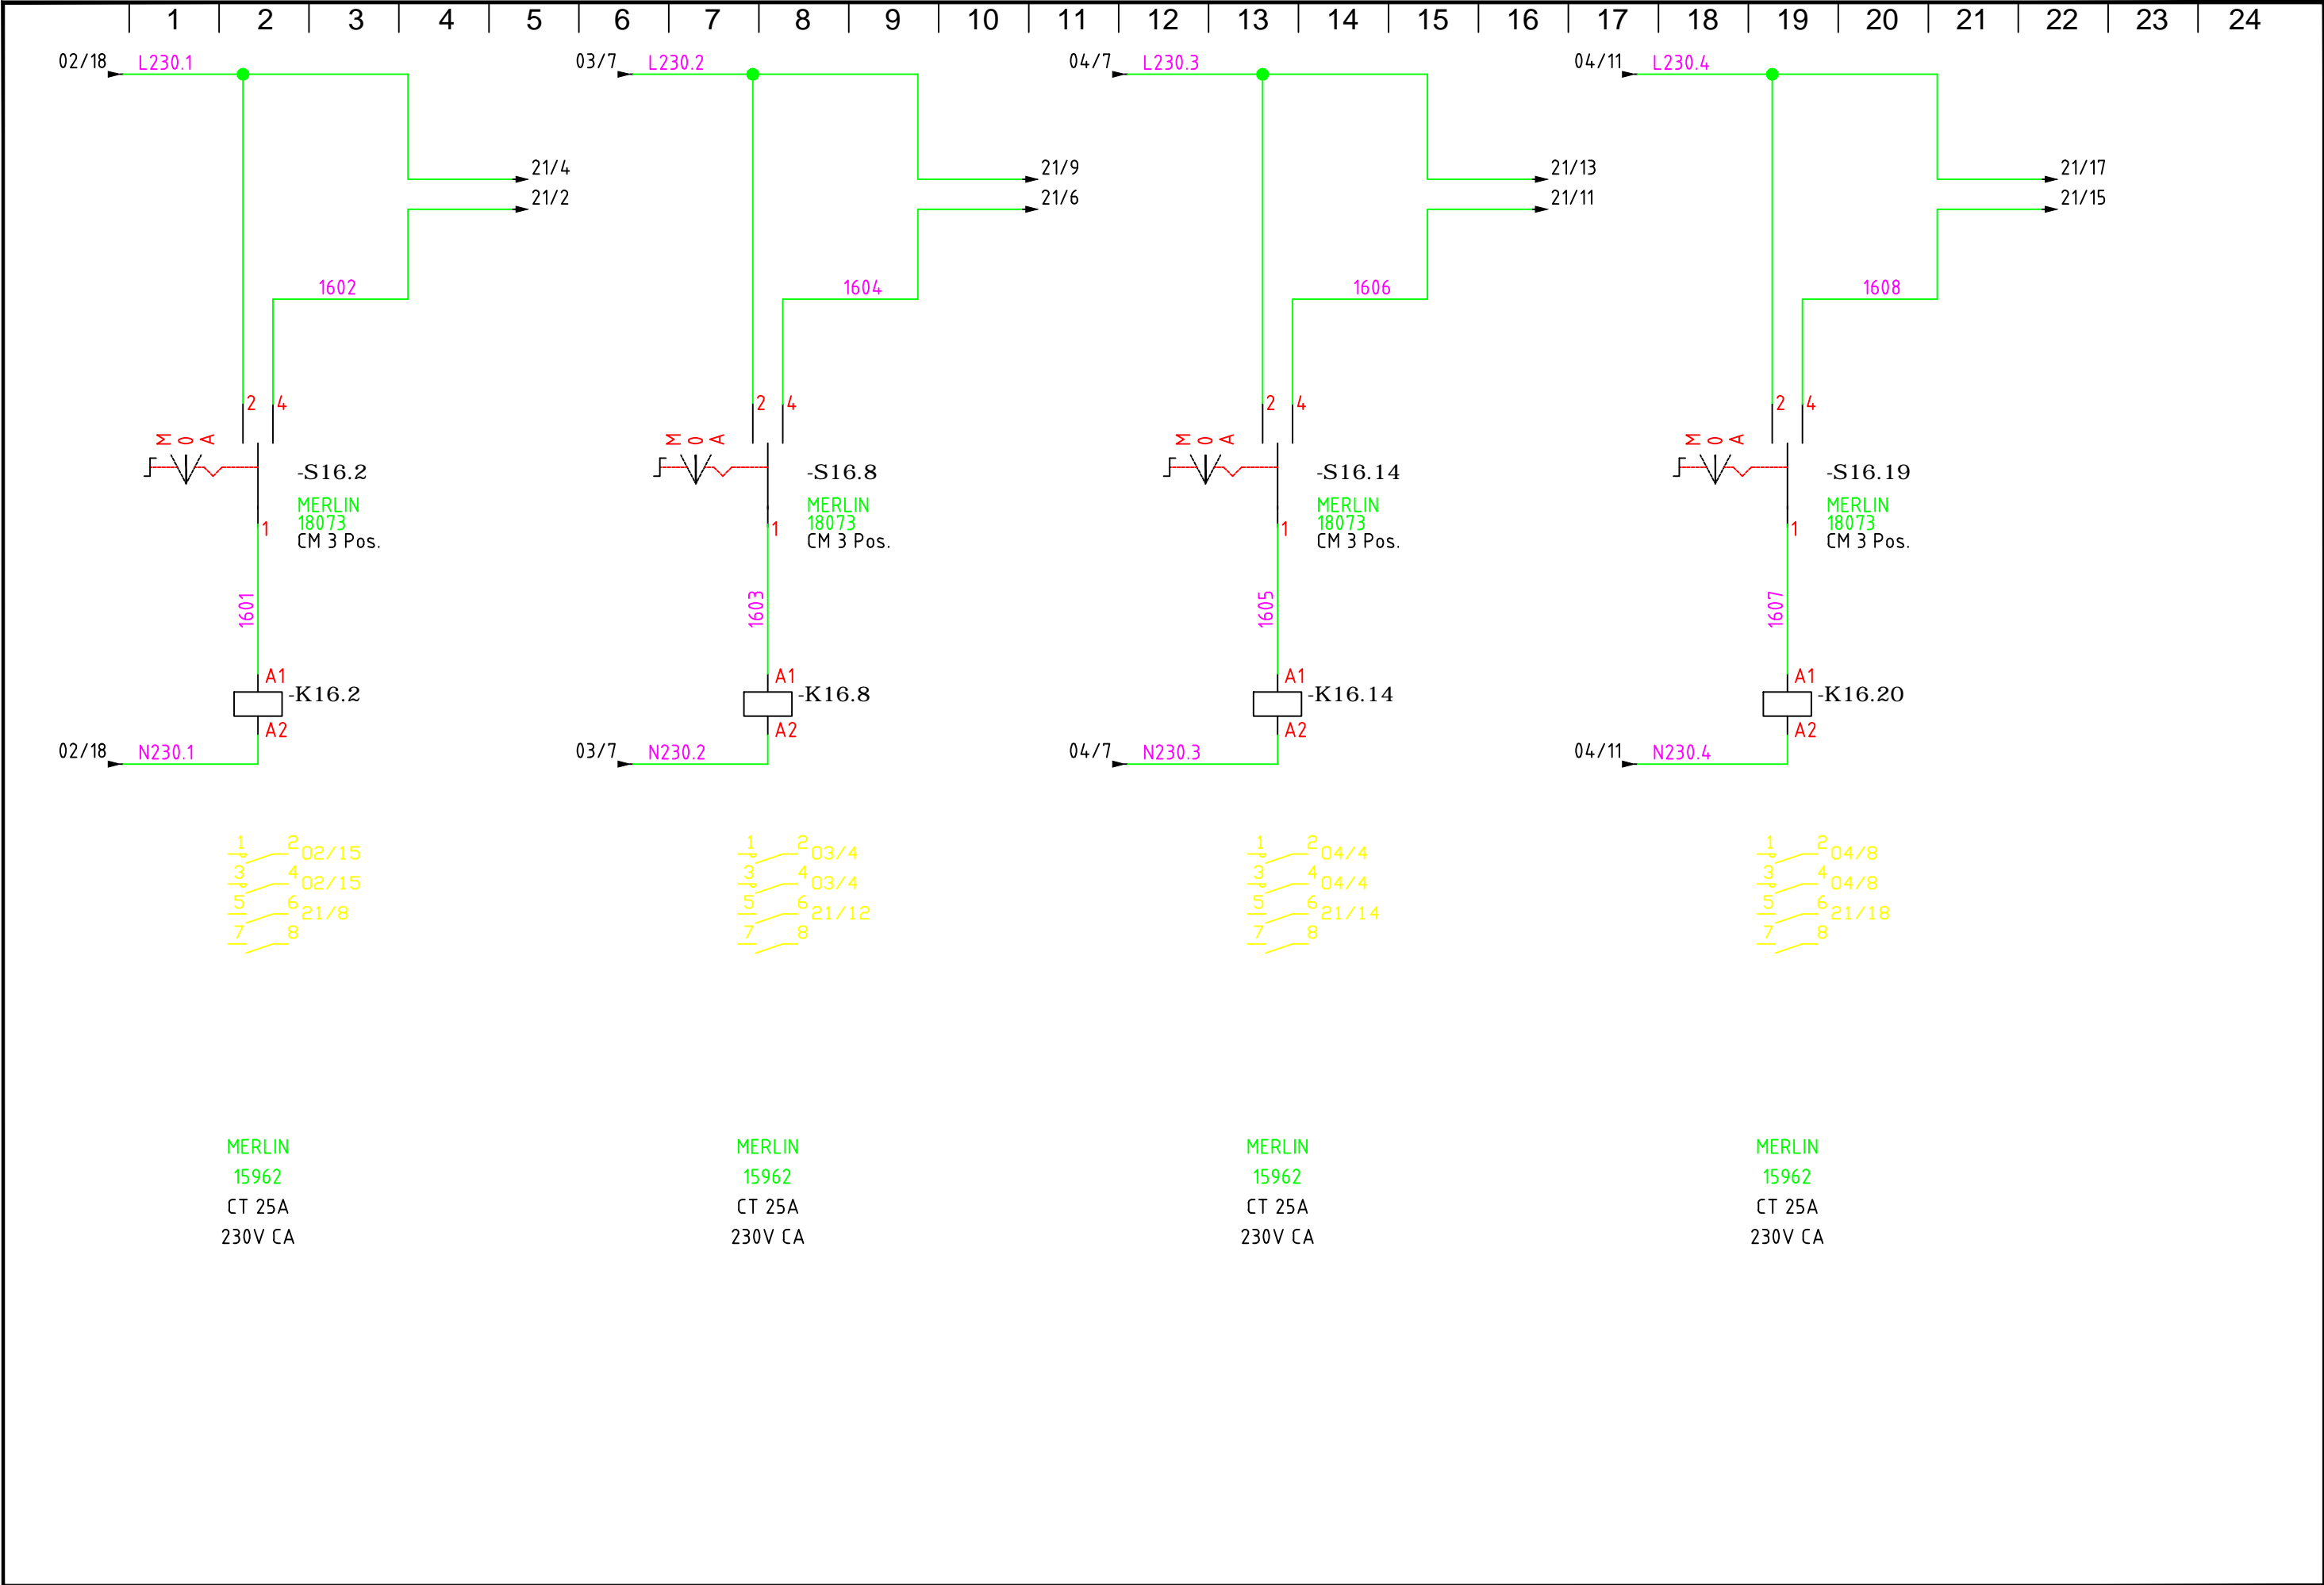 1 2 3 4 5 6 7 8 9 10 11 12 13 14 15 16 17 18 19 20 21 22 23 24
02/18 L230.1 03/7 L230.2 04/7 L230.3 04/11 L230.4
21/4 21/9 21/13 21/17
21/2 21/6 21/11 21/15
1602 1604 1606 1608
2 4 2 4 2 4 2 4
M 0 A M 0 A M 0 A M 0 A
-S16.2 -S16.8 -S16.14 -S16.19
MERLIN MERLIN MERLIN MERLIN
18073 18073 18073 18073
1 1 1 1
CM 3 Pos. CM 3 Pos. CM 3 Pos. CM 3 Pos.
1601 1603 1605 1607
A1 A1 A1 A1
-K16.2 -K16.8 -K16.14 -K16.20
A2 A2 A2 A2
02/18 N230.1 03/7 N230.2 04/7 N230.3 04/11 N230.4
1 2 02/15 1 2 03/4 1 2 04/4 1 2 04/8
3 4 02/15 3 4 03/4 3 4 04/4 3 4 04/8
5 6 21/8 5 6 21/12 5 6 21/14 5 6 21/18
7 8 7 8 7 8 7 8
MERLIN MERLIN MERLIN MERLIN
15962 15962 15962 15962
CT 25A CT 25A CT 25A CT 25A
230V CA 230V CA 230V CA 230V CA